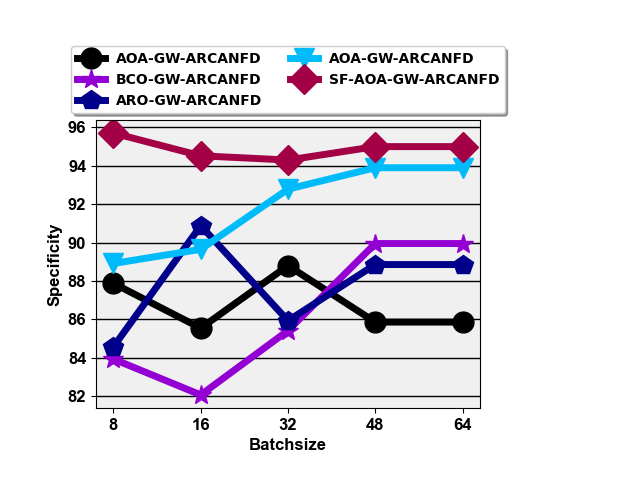 AOA-GW-ARCANFD AOA-GW-ARCANFD
BCO-GW-ARCANFD SF-AOA-GW-ARCANFD
ARO-GW-ARCANFD
96
94
92
90
88
86
84
82
Specificity
8 16 32 48 64
Batchsize